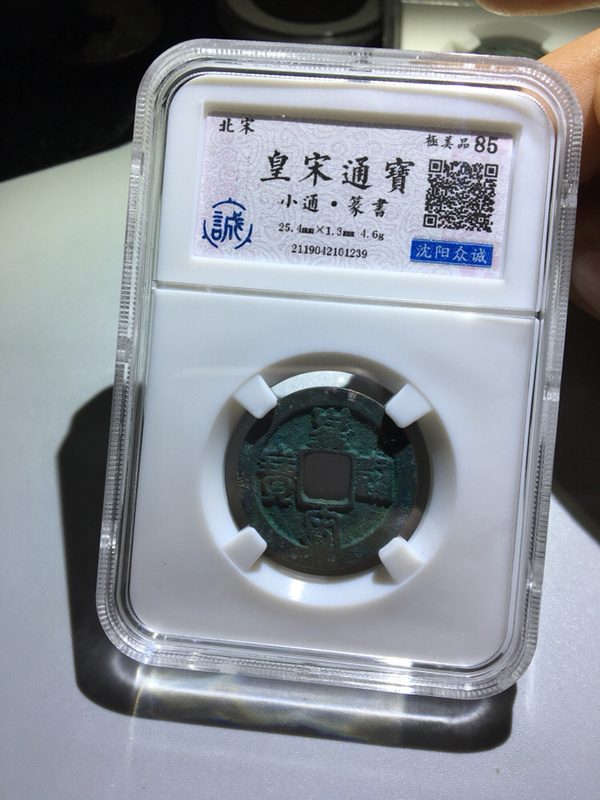 北宋
極美品 85
皇宋通寶
小通·篆書
25.4mm×1.3mm 4.6g
2119042101239
誠
沈阳众诚
皇宋通寶